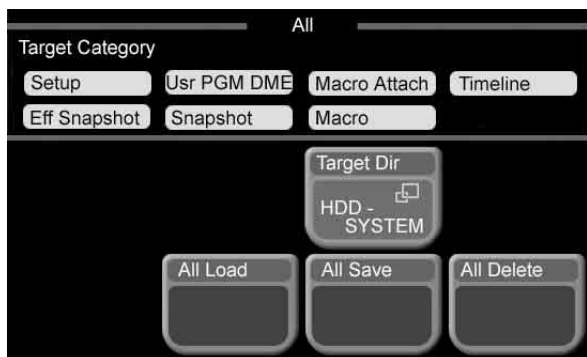 All
Target Category
Setup
Usr PGM DME
Macro Attach
Timeline
Eff Snapshot
Snapshot
Macro
Target Dir
HDD -
SYSTEM
All Load
All Save
All Delete